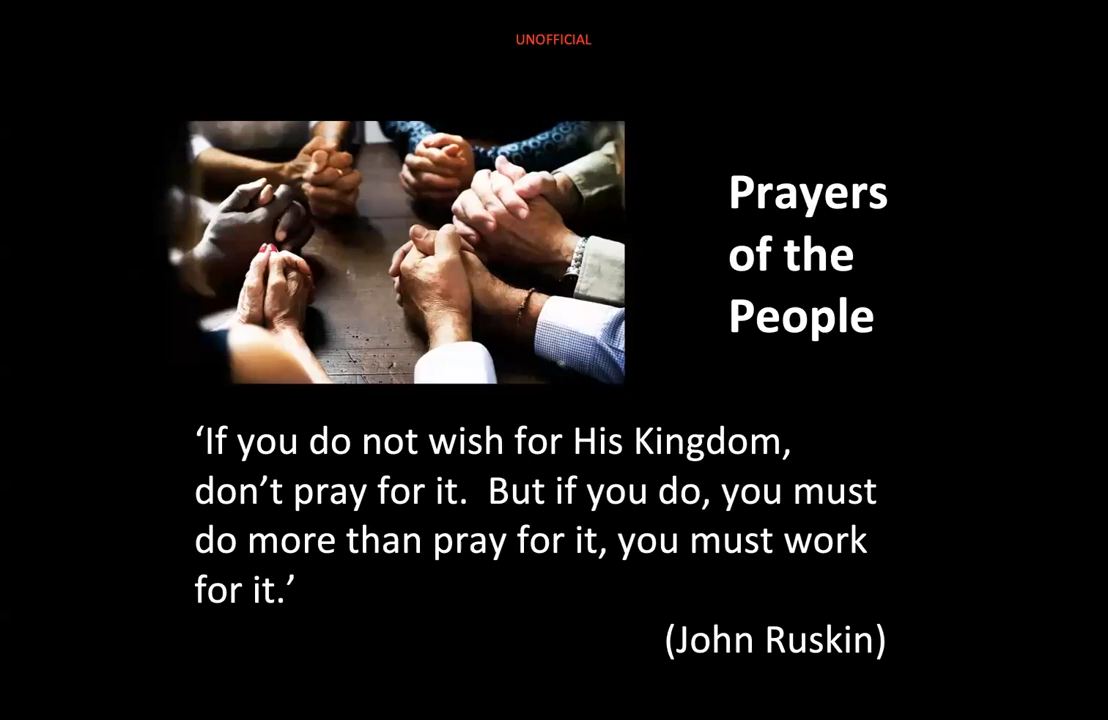 UNOFFICIAL
Prayers
of the
People
‘If you do not wish for His Kingdom,
don’t pray for it.  But if you do, you must
do more than pray for it, you must work
for it.’
(John Ruskin)